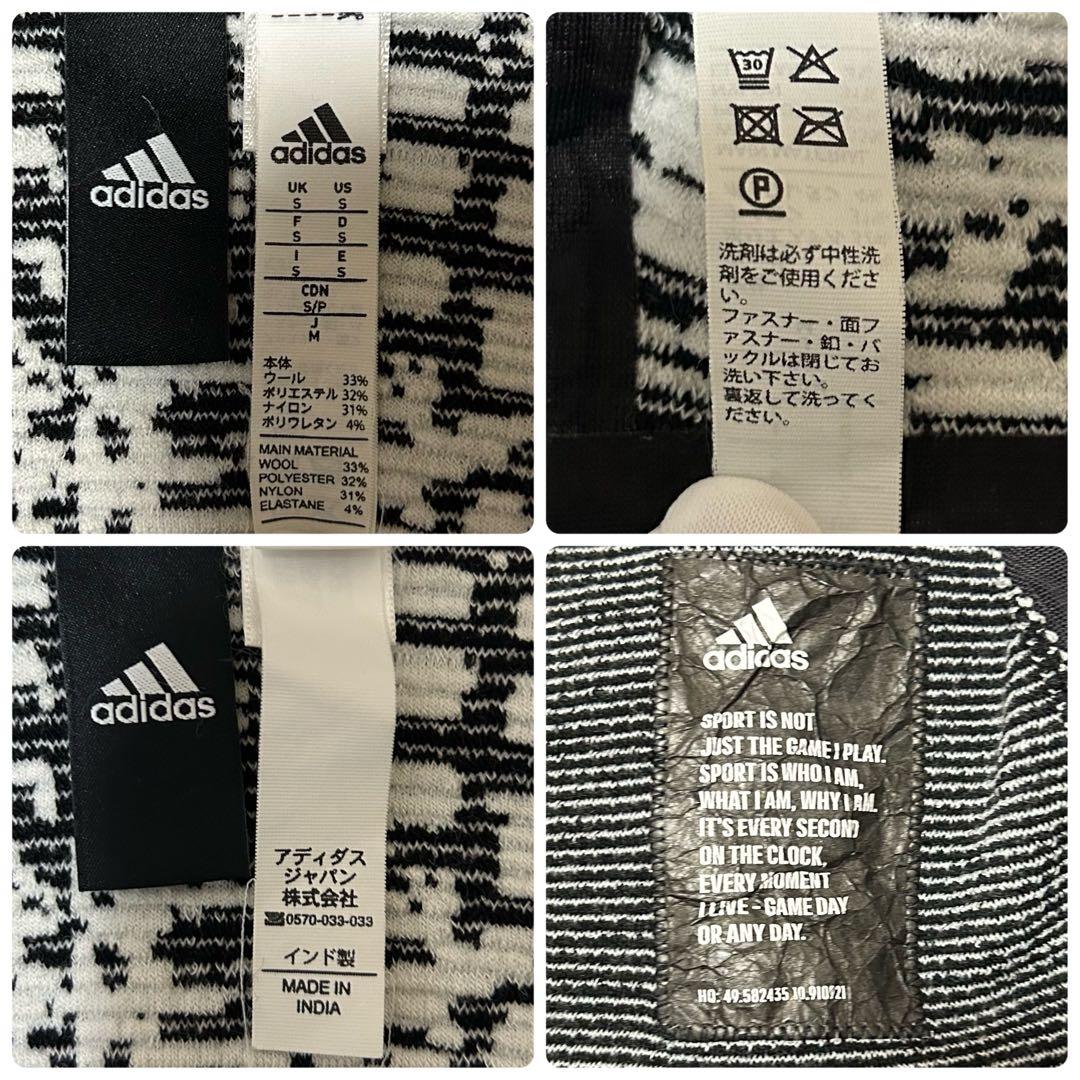 adidas
adidas
UK US
S S
F D
S S
I E
S S
CDN
S/P
J
M
本体
ウール 33%
ポリエステル 32%
ナイロン 31%
ポリウレタン 4%
MAIN MATERIAL
WOOL 33%
POLYESTER 32%
NYLON 31%
ELASTANE 4%
30
P
洗剤は必ず中性洗
剤をご使用くださ
い。
ファスナー・面フ
ァスナー・釦・バ
ックルは閉じてお
洗い下さい。
裏返して洗ってく
ださい。
adidas
アディダス
ジャパン
株式会社
0570-033-033
インド製
MADE IN
INDIA
adidas
SPORT IS NOT
JUST THE GAME I PLAY.
SPORT IS WHO I AM,
WHAT I AM, WHY I AM.
IT'S EVERY SECOND
ON THE CLOCK,
EVERY MOMENT
I LIVE - GAME DAY
OR ANY DAY.
HQ: 49.582435 10.910521